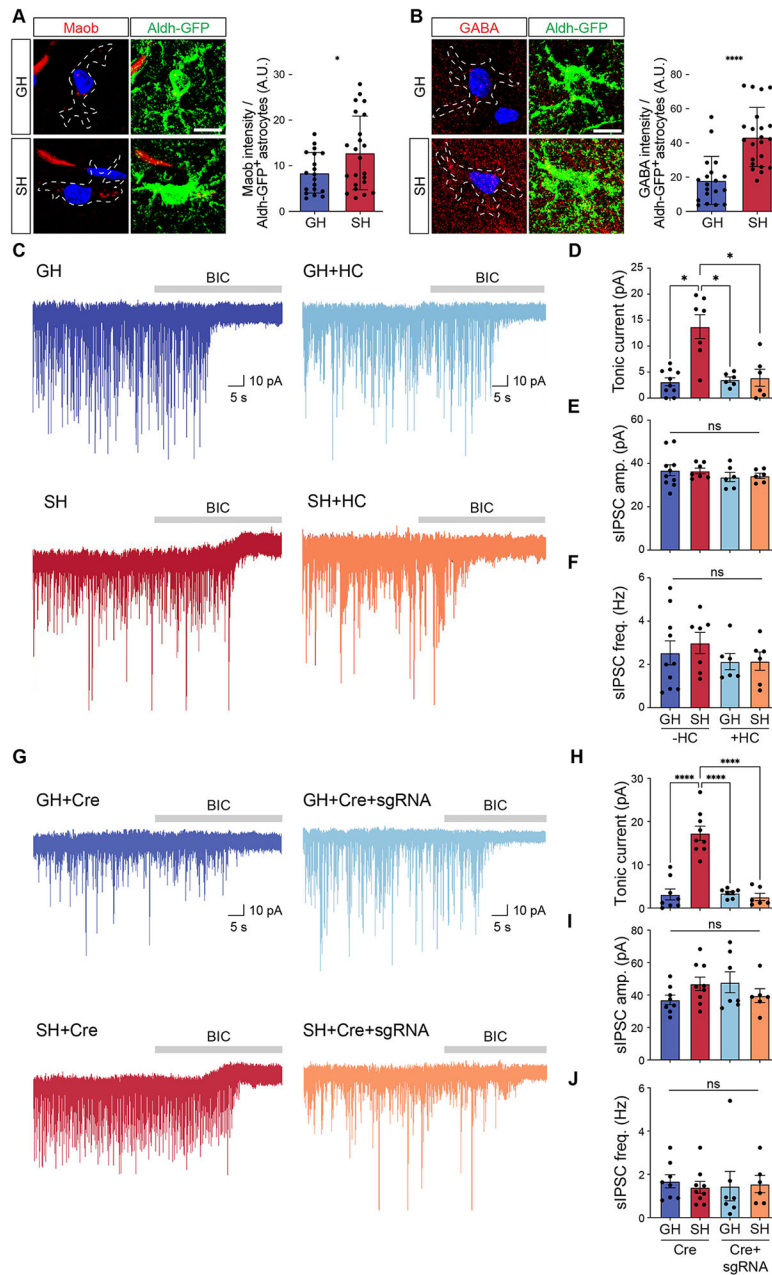 A
Maob
Aldh-GFP
GH
SH
Maob intensity /
Aldh-GFP+ astrocytes (A.U.)
30
20
10
0
*
GH
SH
B
GABA
Aldh-GFP
GH
SH
GABA intensity /
Aldh-GFP+ astrocytes (A.U.)
80
60
40
20
0
****
GH
SH
C
GH
BIC
10 pA
5 s
GH+HC
BIC
10 pA
5 s
SH
BIC
SH+HC
BIC
D
Tonic current (pA)
25
20
15
10
5
0
*
*
*
E
sIPSC amp. (pA)
60
40
20
0
ns
F
sIPSC freq. (Hz)
6
4
2
0
ns
GH
SH
GH
SH
-HC
+HC
G
GH+Cre
BIC
10 pA
5 s
GH+Cre+sgRNA
BIC
10 pA
5 s
SH+Cre
BIC
SH+Cre+sgRNA
BIC
H
Tonic current (pA)
30
20
10
0
****
****
****
I
sIPSC amp. (pA)
80
60
40
20
0
ns
J
sIPSC freq. (Hz)
6
4
2
0
ns
GH
SH
GH
SH
Cre
Cre+
sgRNA